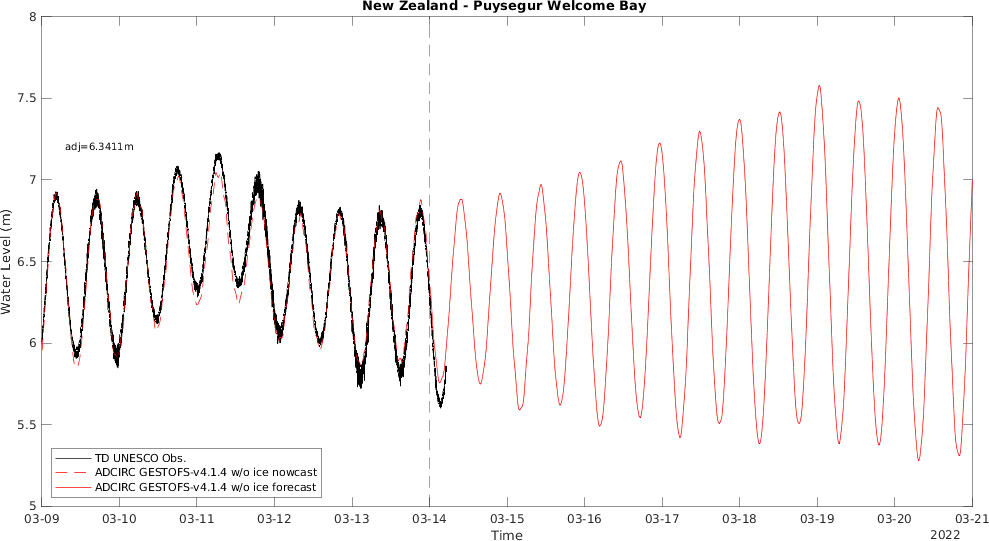 New Zealand - Puysegur Welcome Bay
8
7.5
7
6.5
6
5.5
5
Water Level (m)
adj=6.3411m
TD UNESCO Obs.
ADCIRC GESTOFS-v4.1.4 w/o ice nowcast
ADCIRC GESTOFS-v4.1.4 w/o ice forecast
03-09 03-10 03-11 03-12 03-13 03-14 03-15 03-16 03-17 03-18 03-19 03-20 03-21
Time
2022